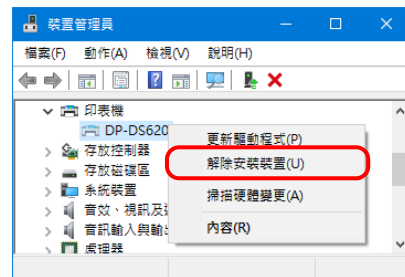 裝置管理員
檔案(F) 動作(A) 檢視(V) 說明(H)
印表機
DP-DS620
更新驅動程式(P)
存放控制器
解除安裝裝置(U)
存放磁碟區
系統裝置
掃描硬體變更(A)
音效、視訊及
音訊輸入與輸
內容(R)
處理器